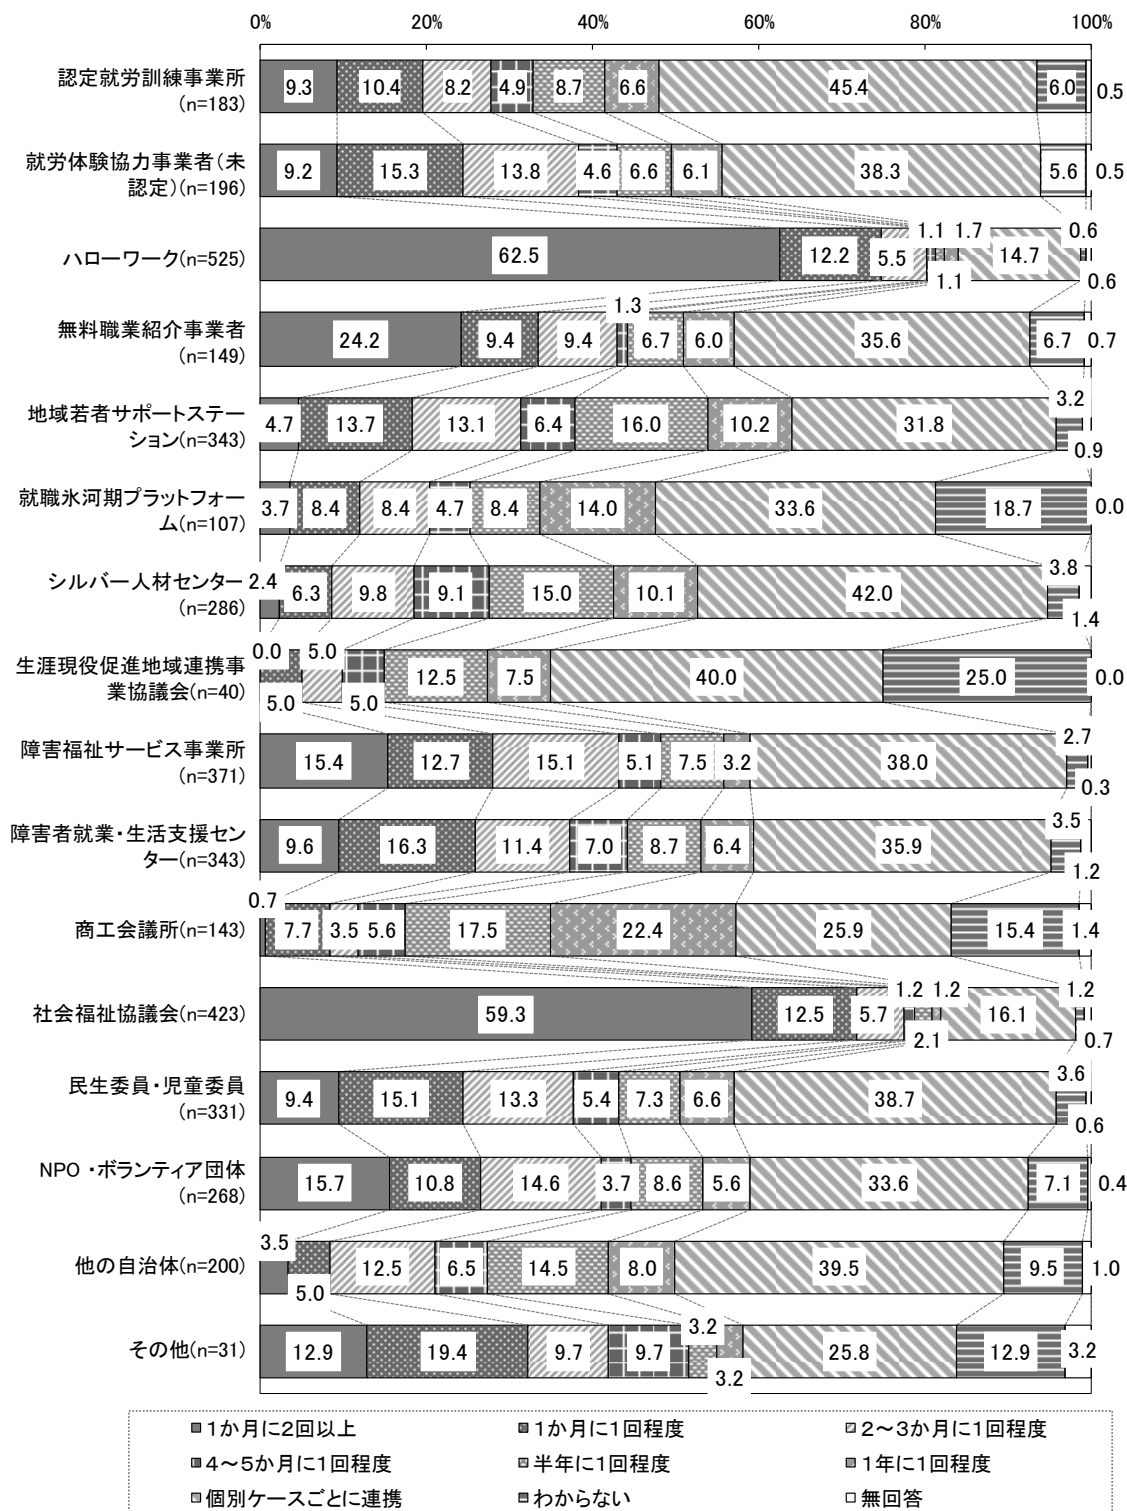 0% 20% 40% 60% 80% 100%
認定就労訓練事業所
(n=183)
9.3 10.4 8.2 4.9 8.7 6.6 45.4 6.0 0.5
就労体験協力事業者(未
認定)(n=196)
9.2 15.3 13.8 4.6 6.6 6.1 38.3 5.6 0.5
ハローワーク(n=525)
62.5 12.2 5.5 1.1 1.1 1.7 14.7 0.6 0.6
無料職業紹介事業者
(n=149)
24.2 9.4 9.4 1.3 6.7 6.0 35.6 6.7 0.7
地域若者サポートステー
ション(n=343)
4.7 13.7 13.1 6.4 16.0 10.2 31.8 3.2 0.9
就職氷河期プラットフォー
ム(n=107)
3.7 8.4 8.4 4.7 8.4 14.0 33.6 18.7 0.0
シルバー人材センター
(n=286)
2.4 6.3 9.8 9.1 15.0 10.1 42.0 3.8 1.4
生涯現役促進地域連携事
業協議会(n=40)
0.0 5.0 5.0 5.0 12.5 7.5 40.0 25.0 0.0
障害福祉サービス事業所
(n=371)
15.4 12.7 15.1 5.1 7.5 3.2 38.0 2.7 0.3
障害者就業・生活支援セン
ター(n=343)
9.6 16.3 11.4 7.0 8.7 6.4 35.9 3.5 1.2
商工会議所(n=143)
0.7 7.7 3.5 5.6 17.5 22.4 25.9 15.4 1.4
社会福祉協議会(n=423)
59.3 12.5 5.7 1.2 2.1 1.2 16.1 1.2 0.7
民生委員・児童委員
(n=331)
9.4 15.1 13.3 5.4 7.3 6.6 38.7 3.6 0.6
NPO・ボランティア団体
(n=268)
15.7 10.8 14.6 3.7 8.6 5.6 33.6 7.1 0.4
他の自治体(n=200)
3.5 5.0 12.5 6.5 14.5 8.0 39.5 9.5 1.0
その他(n=31)
12.9 19.4 9.7 9.7 3.2 3.2 25.8 12.9 3.2
1か月に2回以上 1か月に1回程度 2～3か月に1回程度
4～5か月に1回程度 半年に1回程度 1年に1回程度
個別ケースごとに連携 わからない 無回答